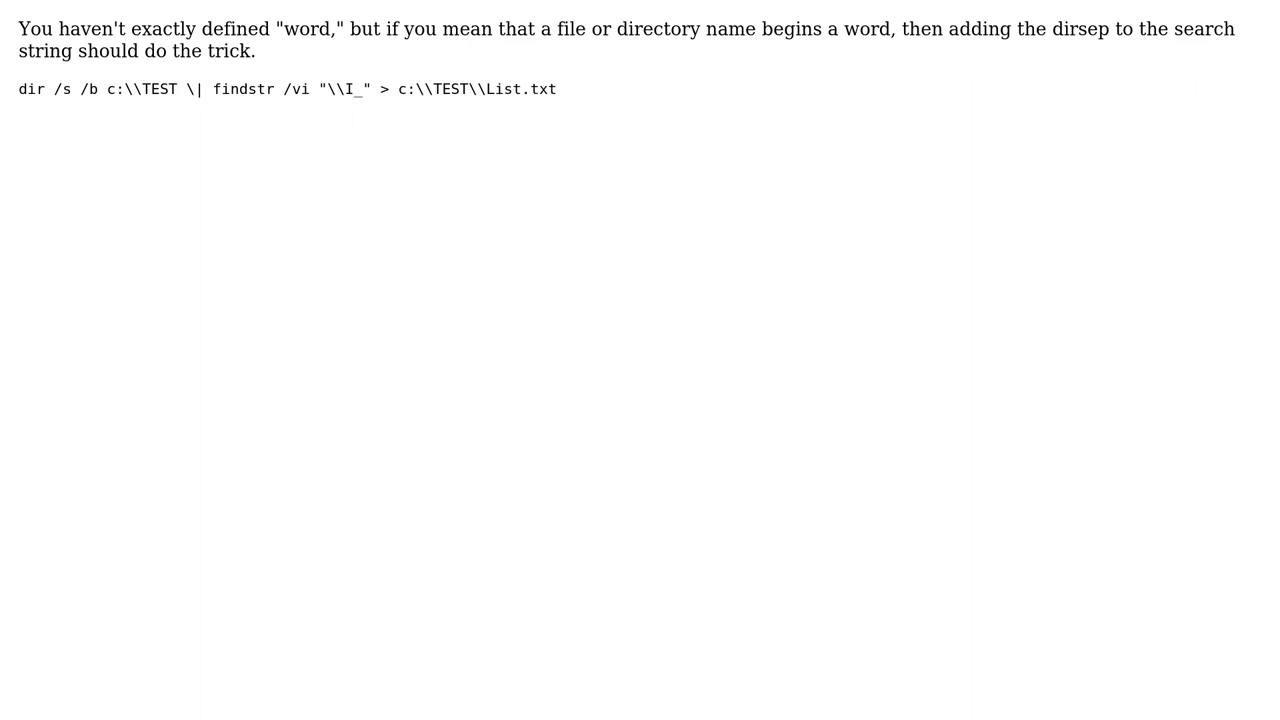 You haven't exactly defined "word," but if you mean that a file or directory name begins a word, then adding the dirsep to the search
string should do the trick.
dir /s /b c:\\TEST \| findstr /vi "\\I_" > c:\\TEST\\List.txt